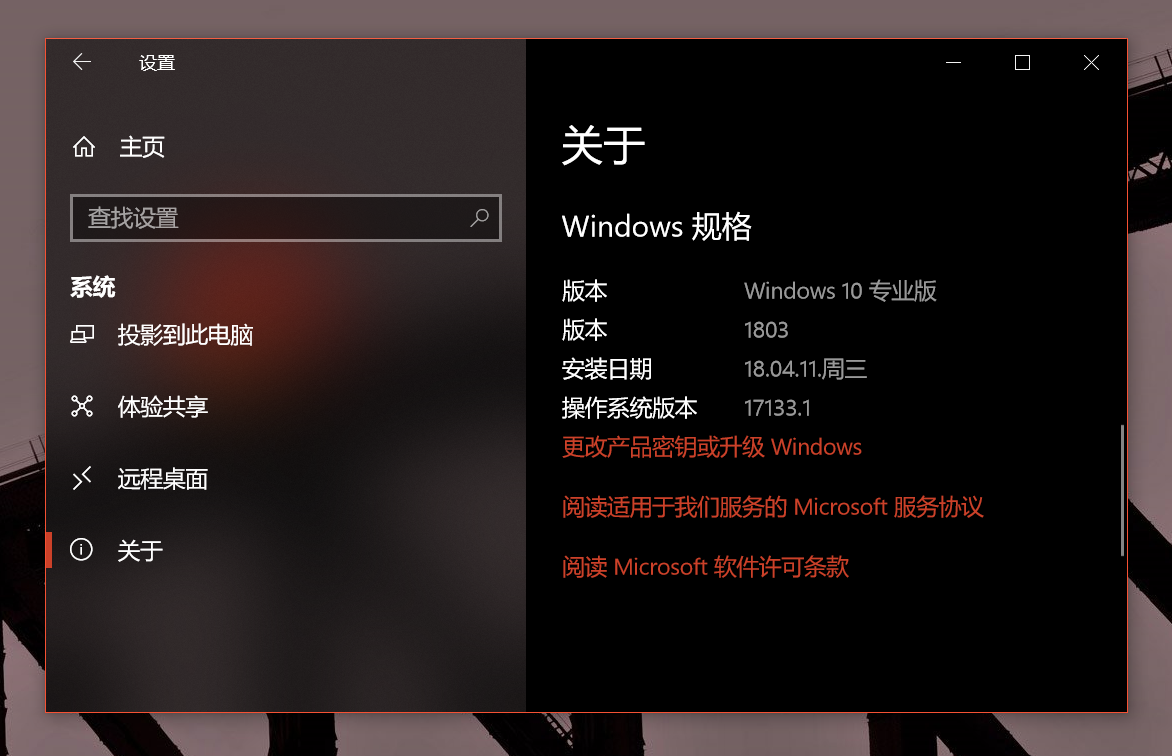 设置
主页
查找设置
系统
投影到此电脑
体验共享
远程桌面
关于
关于
Windows 规格
版本 Windows 10 专业版
版本 1803
安装日期 18.04.11.周三
操作系统版本 17133.1
更改产品密钥或升级 Windows
阅读适用于我们服务的 Microsoft 服务协议
阅读 Microsoft 软件许可条款